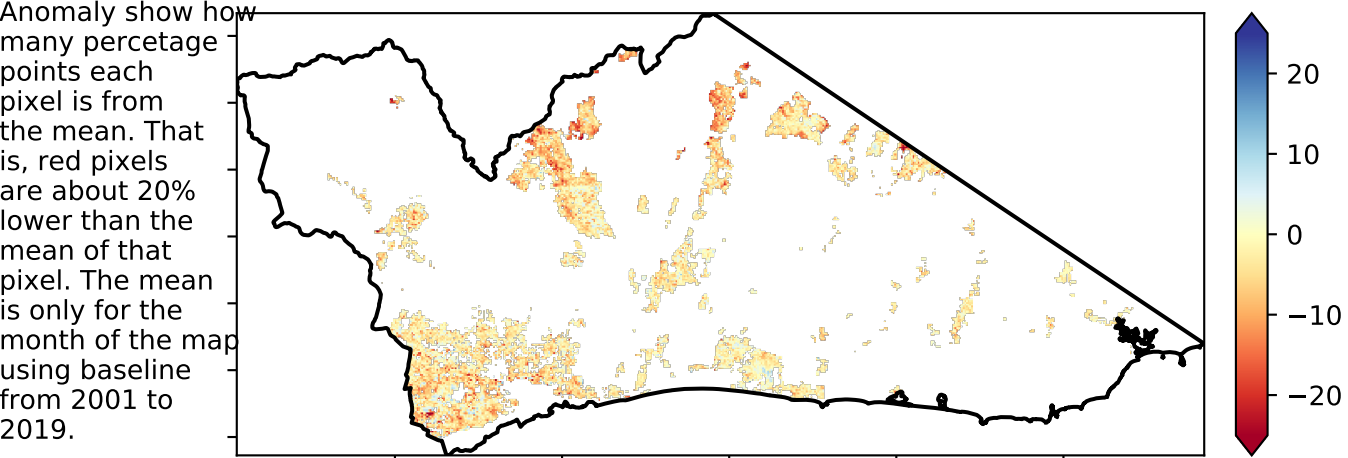 Anomaly show how
many percetage
points each
pixel is from
the mean. That
is, red pixels
are about 20%
lower than the
mean of that
pixel. The mean
is only for the
month of the map
using baseline
from 2001 to
2019.
20
10
0
−10
−20